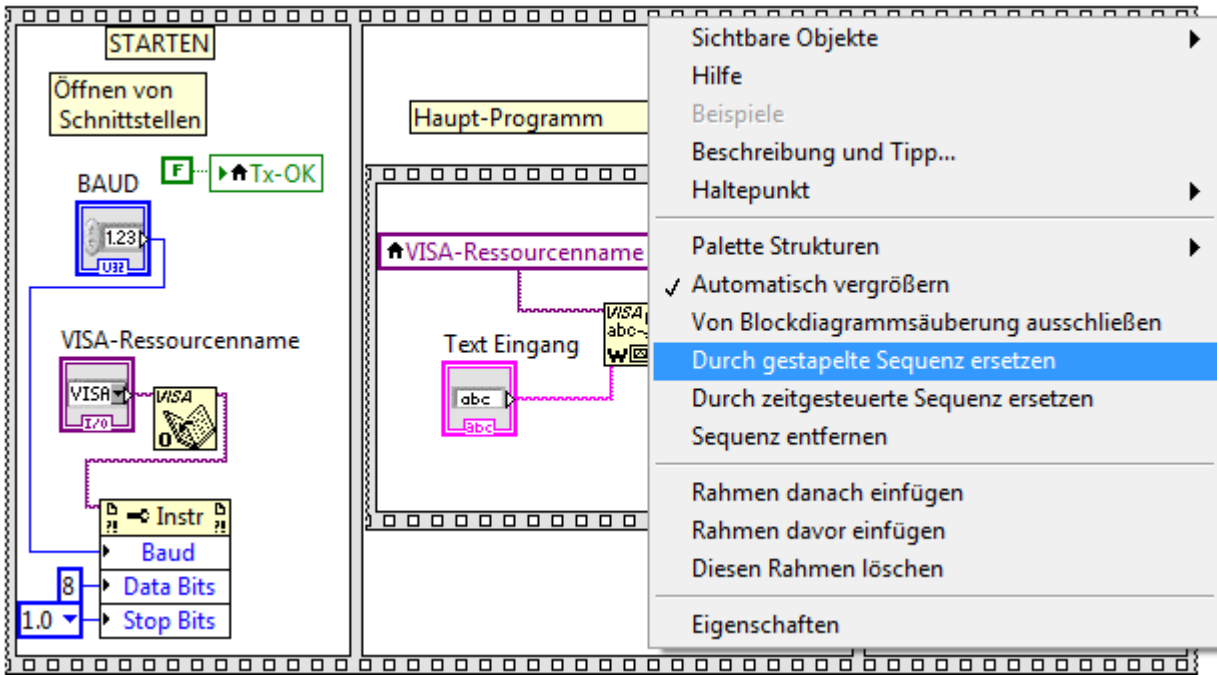 STARTEN
Öffnen von
Schnittstellen
F
Tx-OK
BAUD
1.23
U32
VISA-Ressourcenname
VISA
I/O
VISA
O
Instr
Baud
8
Data Bits
1.0
Stop Bits
Haupt-Programm
VISA-Ressourcenname
Text Eingang
abc
abc
VISA
abc
W
Sichtbare Objekte
Hilfe
Beispiele
Beschreibung und Tipp...
Haltepunkt
Palette Strukturen
Automatisch vergrößern
Von Blockdiagrammsäuberung ausschließen
Durch gestapelte Sequenz ersetzen
Durch zeitgesteuerte Sequenz ersetzen
Sequenz entfernen
Rahmen danach einfügen
Rahmen davor einfügen
Diesen Rahmen löschen
Eigenschaften